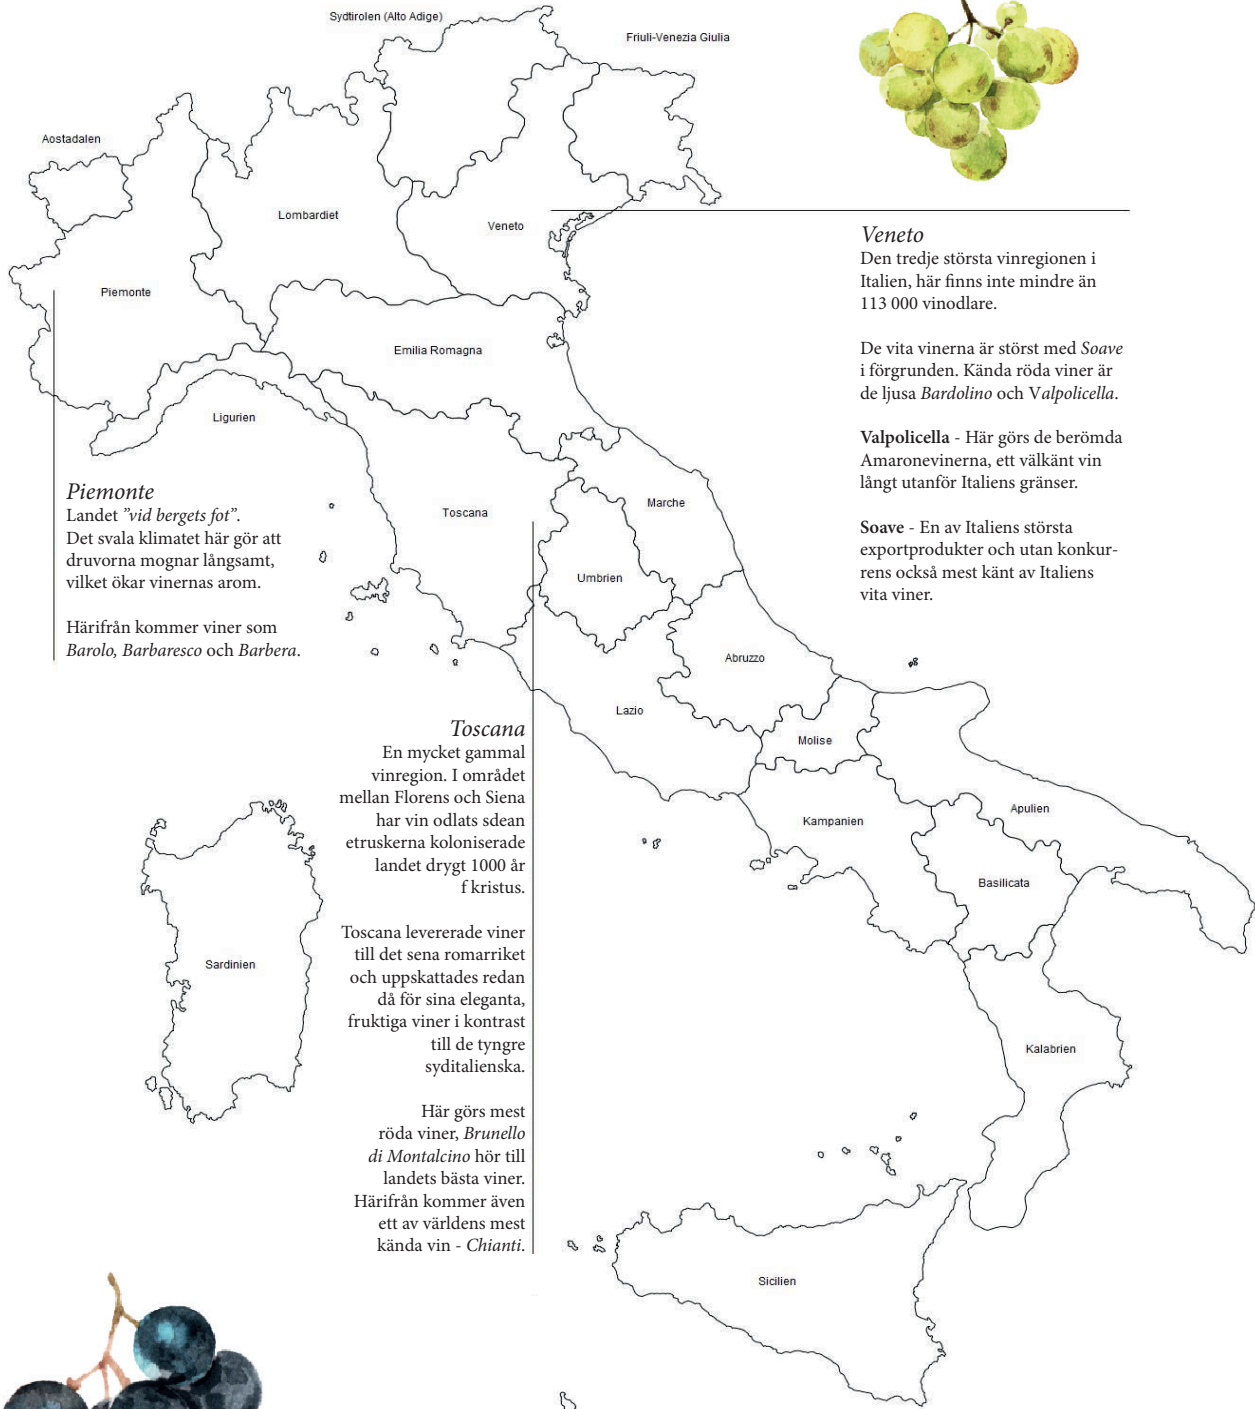 Sydtirolen (Alto Adige)
Friuli-Venezia Giulia
Aostadalen
Lombardiet
Veneto
Piemonte
Emilia Romagna
Ligurien
Toscana
Marche
Umbrien
Abruzzo
Lazio
Molise
Kampanien
Apulien
Basilicata
Sardinien
Kalabrien
Sicilien
Veneto
Den tredje största vinregionen i
Italien, här finns inte mindre än
113 000 vinodlare.
De vita vinerna är störst med Soave
i förgrunden. Kända röda viner är
de ljusa Bardolino och Valpolicella.
Valpolicella - Här görs de berömda
Amaronevinerna, ett välkänt vin
långt utanför Italiens gränser.
Soave - En av Italiens största
exportprodukter och utan konkur-
rens också mest känt av Italiens
vita viner.
Piemonte
Landet ”vid bergets fot”.
Det svala klimatet här gör att
druvorna mognar långsamt,
vilket ökar vinernas arom.
Härifrån kommer viner som
Barolo, Barbaresco och Barbera.
Toscana
En mycket gammal
vinregion. I området
mellan Florens och Siena
har vin odlats sdean
etruskerna koloniserade
landet drygt 1000 år
f kristus.
Toscana levererade viner
till det sena romarriket
och uppskattades redan
då för sina eleganta,
fruktiga viner i kontrast
till de tyngre
syditalienska.
Här görs mest
röda viner, Brunello
di Montalcino hör till
landets bästa viner.
Härifrån kommer även
ett av världens mest
kända vin - Chianti.